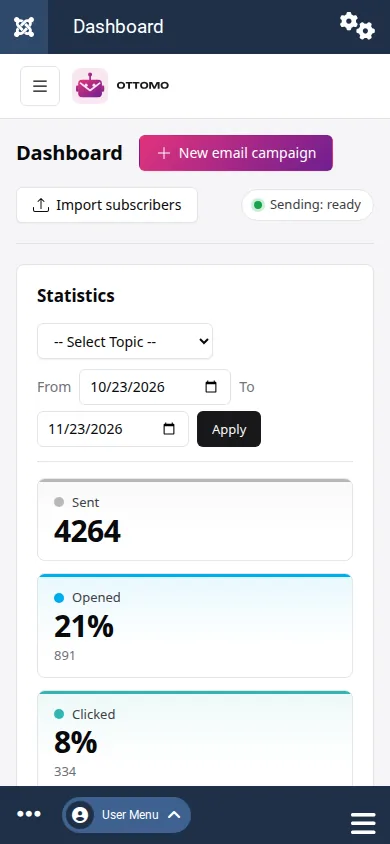 Dashboard
OTTOMO
Dashboard
New email campaign
Import subscribers
Sending: ready
Statistics
-- Select Topic --
From 10/23/2026 To
11/23/2026 Apply
Sent
4264
Opened
21%
891
Clicked
8%
334
User Menu